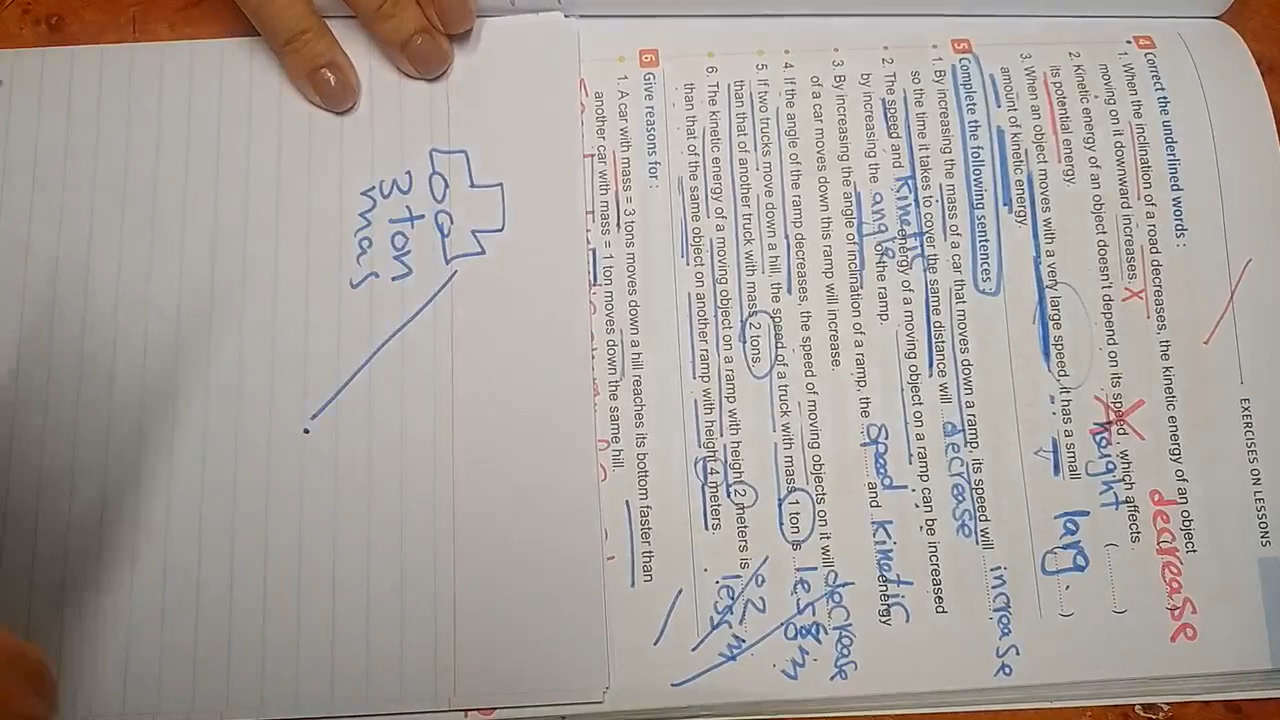 EXERCISES ON LESSONS
4 Correct the underlined words :
1. When the inclination of a road decreases, the kinetic energy of an object
moving on it downward increases. X (decrease
2. Kinetic energy of an object doesn't depend on its speed, which affects
its potential energy. height (..........)
3. When an object moves with a very large speed, it has a small
amount of kinetic energy. larg. (..........)
5 Complete the following sentences :
1. By increasing the mass of a car that moves down a ramp, its speed will increase
so the time it takes to cover the same distance will decrease
2. The speed and kinetic energy of a moving object on a ramp can be increased
by increasing the angle of the ramp.
3. By increasing the angle of inclination of a ramp, the speed and kinetic energy
of a car moves down this ramp will increase.
4. If the angle of the ramp decreases, the speed of moving objects on it will decrease
5. If two trucks move down a hill, the speed of a truck with mass 1 ton is less
than that of another truck with mass 2 tons.
6. The kinetic energy of a moving object on a ramp with height 2 meters is less
than that of the same object on another ramp with height 4 meters.
6 Give reasons for :
1. A car with mass = 3 tons moves down a hill reaches its bottom faster than
another car with mass = 1 ton moves down the same hill.
3 ton
mas